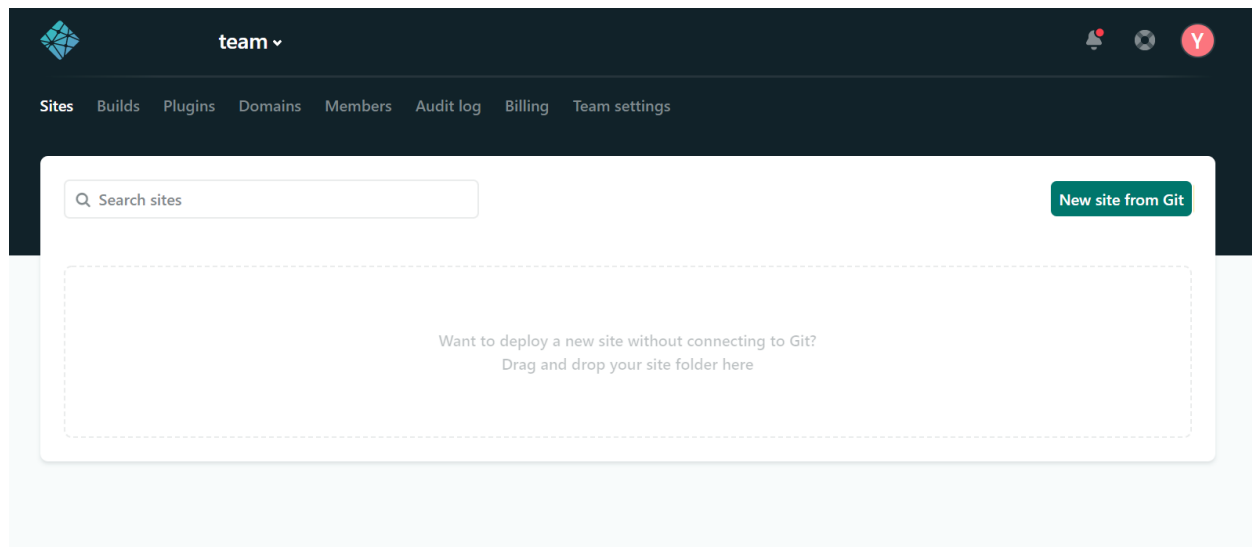 team
Y
Sites Builds Plugins Domains Members Audit log Billing Team settings
Search sites
New site from Git
Want to deploy a new site without connecting to Git?
Drag and drop your site folder here